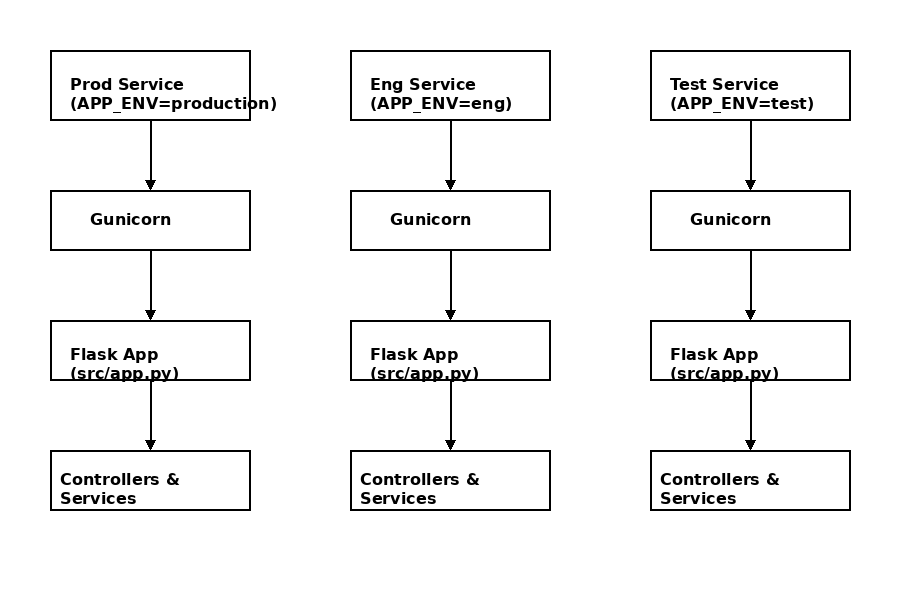 Prod Service
(APP_ENV=production)
Eng Service
(APP_ENV=eng)
Test Service
(APP_ENV=test)
Gunicorn
Gunicorn
Gunicorn
Flask App
(src/app.py)
Flask App
(src/app.py)
Flask App
(src/app.py)
Controllers &
Services
Controllers &
Services
Controllers &
Services